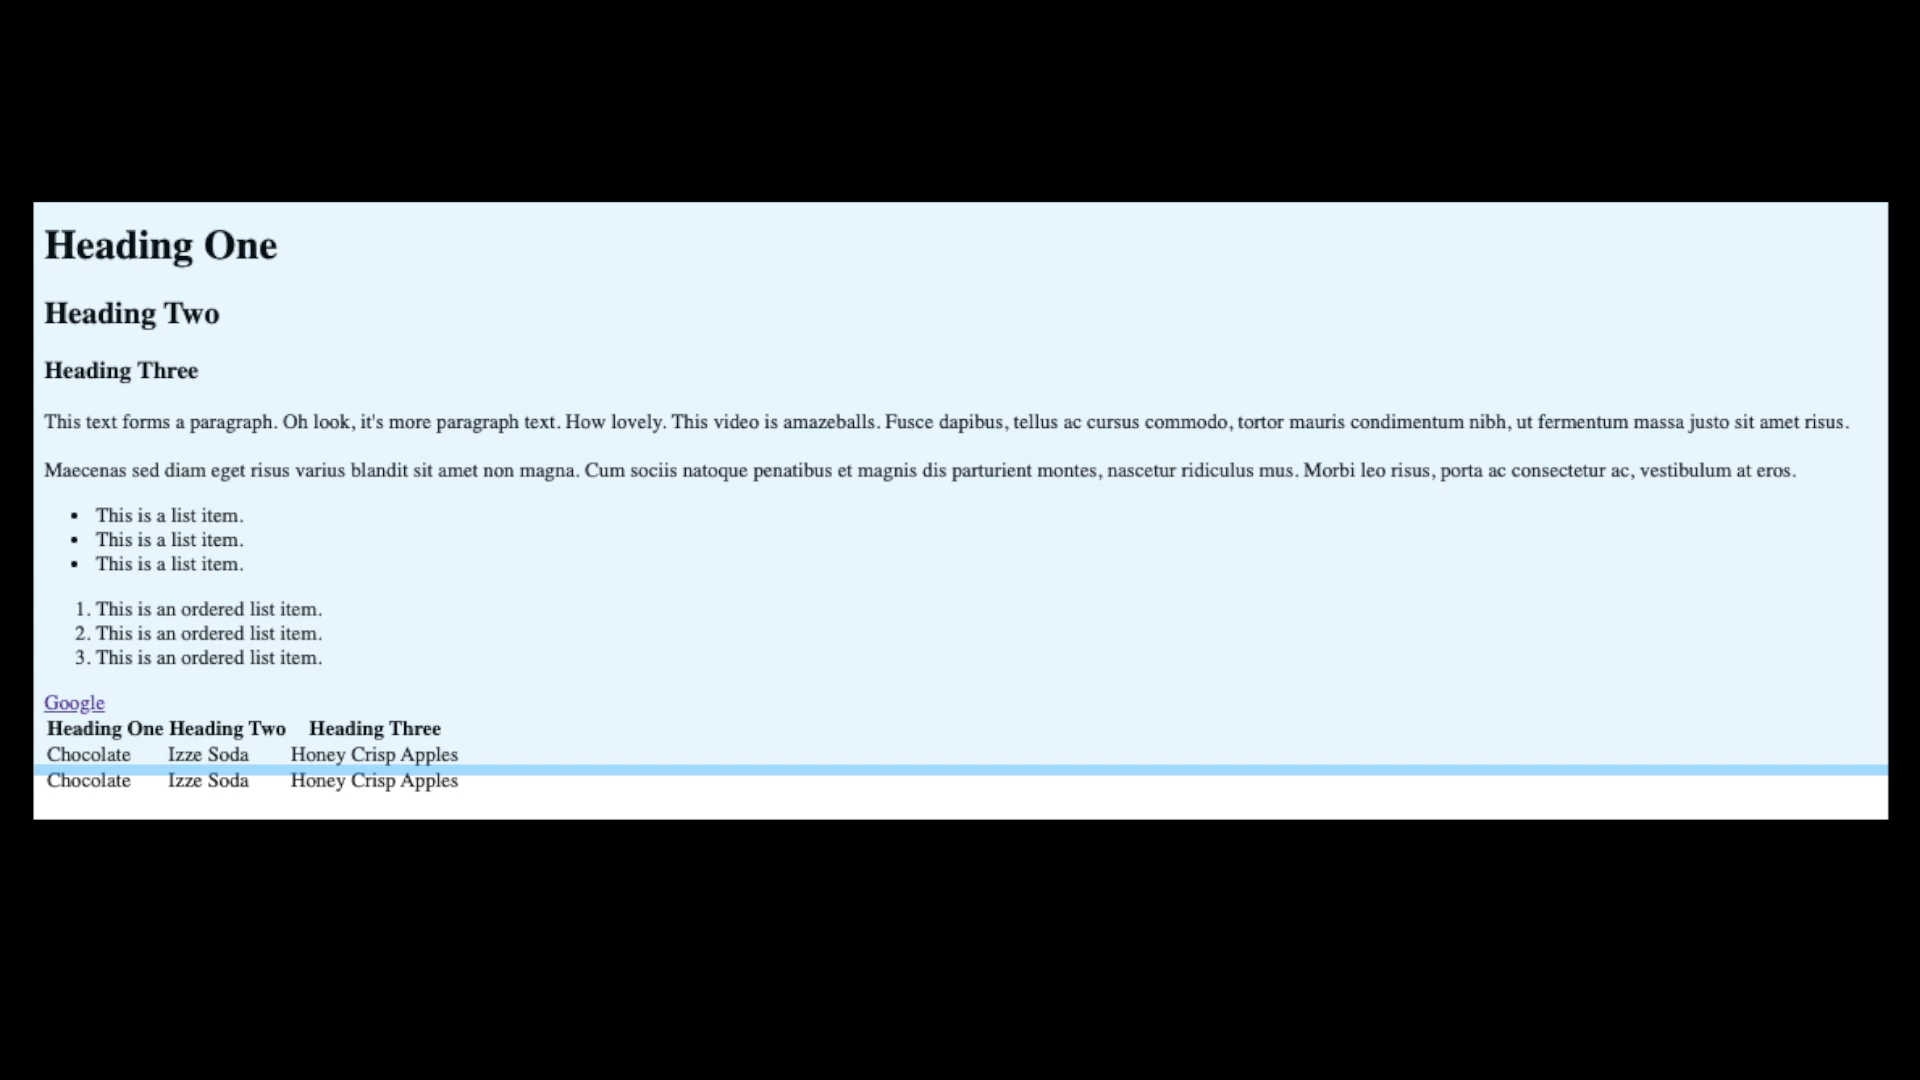 Heading One
Heading Two
Heading Three
This text forms a paragraph. Oh look, it's more paragraph text. How lovely. This video is amazeballs. Fusce dapibus, tellus ac cursus commodo, tortor mauris condimentum nibh, ut fermentum massa justo sit amet risus.
Maecenas sed diam eget risus varius blandit sit amet non magna. Cum sociis natoque penatibus et magnis dis parturient montes, nascetur ridiculus mus. Morbi leo risus, porta ac consectetur ac, vestibulum at eros.
• This is a list item.
• This is a list item.
• This is a list item.
1. This is an ordered list item.
2. This is an ordered list item.
3. This is an ordered list item.
Google
Heading One Heading Two Heading Three
Chocolate Izze Soda Honey Crisp Apples
Chocolate Izze Soda Honey Crisp Apples